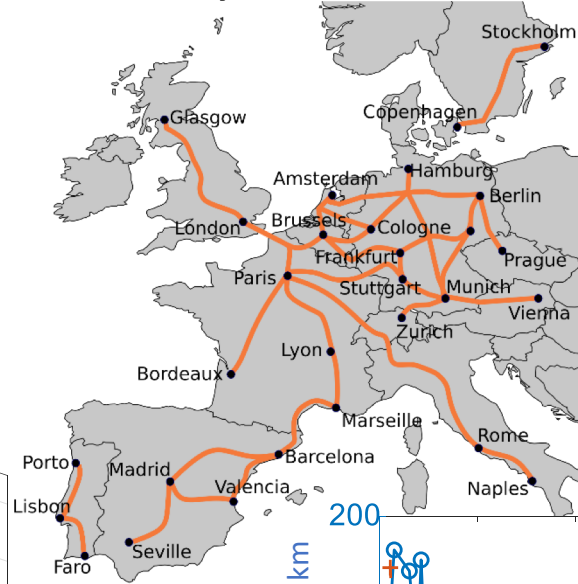 Stockholm
Copenhagen
Glasgow
Hamburg
Amsterdam
Berlin
London
Brussels
Cologne
Frankfurt
Prague
Paris
Stuttgart
Munich
Vienna
Zurich
Lyon
Bordeaux
Marseille
Rome
Porto
Madrid
Barcelona
Valencia
Naples
Lisbon
200
Seville
km
Faro